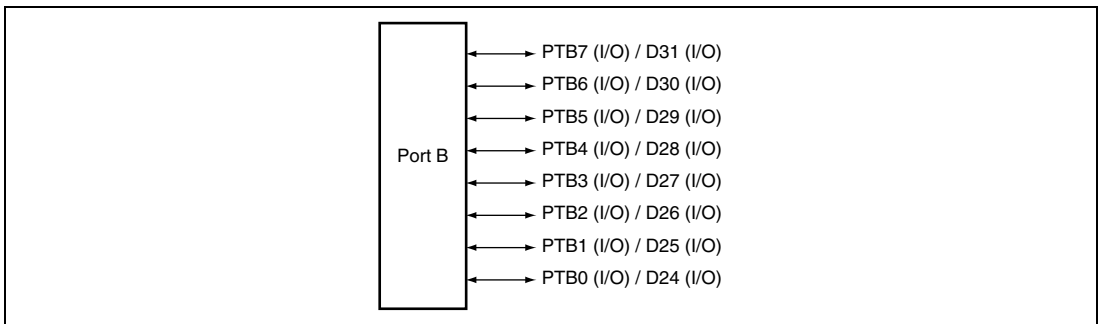 PTB7 (I/O) / D31 (I/O)
PTB6 (I/O) / D30 (I/O)
PTB5 (I/O) / D29 (I/O)
Port B
PTB4 (I/O) / D28 (I/O)
PTB3 (I/O) / D27 (I/O)
PTB2 (I/O) / D26 (I/O)
PTB1 (I/O) / D25 (I/O)
PTB0 (I/O) / D24 (I/O)